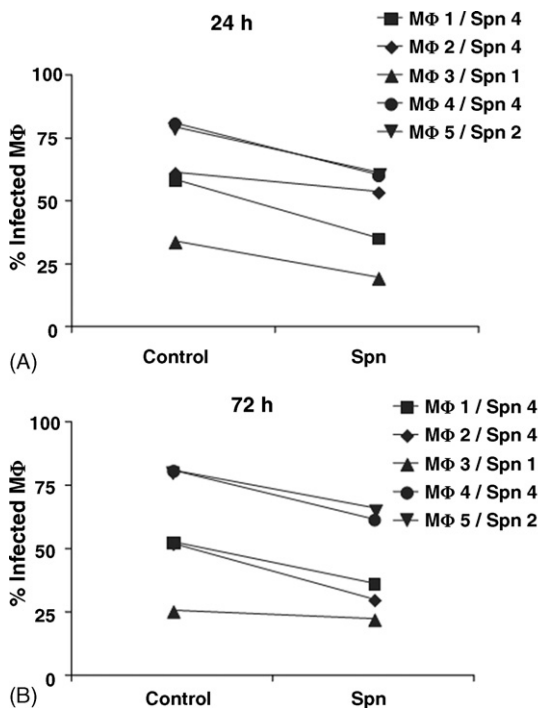 24 h
MΦ 1 / Spn 4
MΦ 2 / Spn 4
MΦ 3 / Spn 1
MΦ 4 / Spn 4
MΦ 5 / Spn 2
100
75
50
25
0
% Infected MΦ
Control
Spn
(A)
72 h
MΦ 1 / Spn 4
MΦ 2 / Spn 4
MΦ 3 / Spn 1
MΦ 4 / Spn 4
MΦ 5 / Spn 2
100
75
50
25
0
% Infected MΦ
Control
Spn
(B)